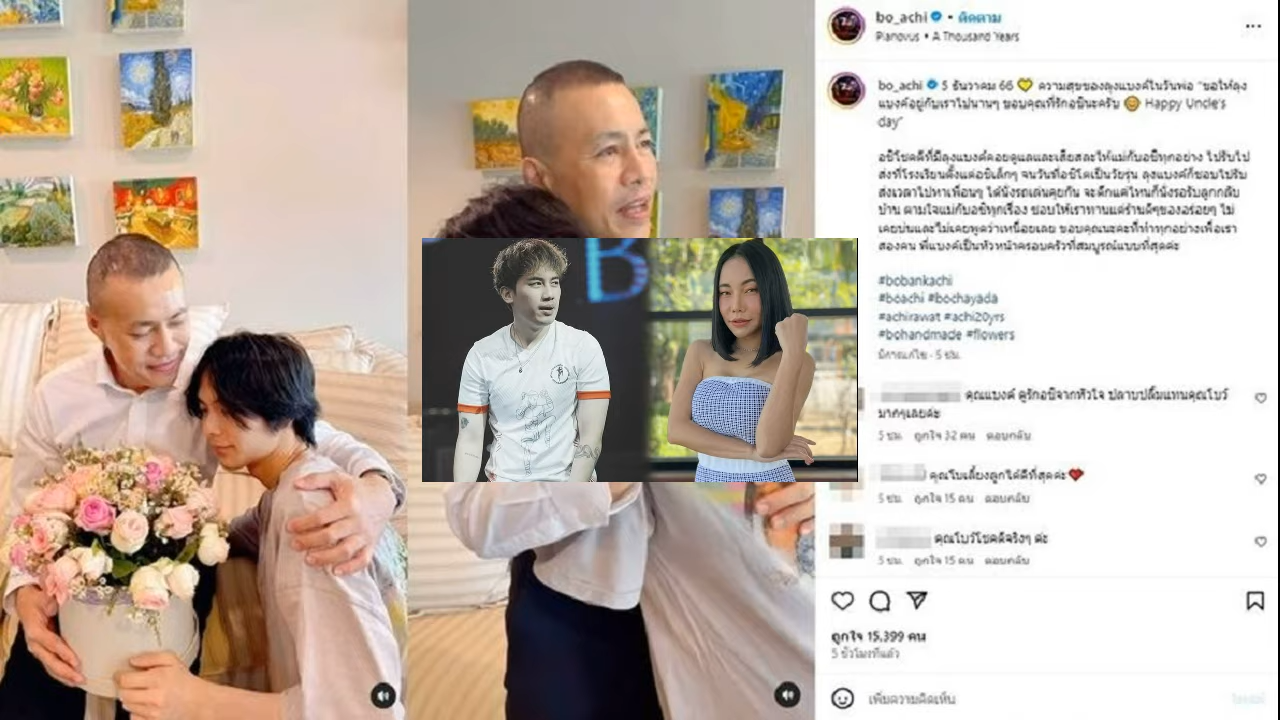 bo_achi • ติดตาม
Pianovus • A Thousand Years
bo_achi 5 ธันวาคม 66 💛 ความสุขของลุงแบงค์ในวันพ่อ “ขอให้ลุง
แบงค์อยู่กับเราไปนานๆ ขอบคุณที่รักอชินะครับ 😊 Happy Uncle's
day”
อชิโชคดีที่มีลุงแบงค์คอยดูแลและเสียสละให้แม่กับอชิทุกอย่าง ไปรับไป
ส่งที่โรงเรียนตั้งแต่อชิเล็กๆ จนวันที่อชิโตเป็นวัยรุ่น ลุงแบงค์ก็ชอบไปรับ
ส่งเวลาไปหาเพื่อนๆ ได้นั่งรถเล่นคุยกัน จะดึกแค่ไหนก็นั่งรอรับลูกกลับ
บ้าน ตามใจแม่กับอชิทุกเรื่อง ชอบให้เราทานแต่ร้านดีๆของอร่อยๆ ไม่
เคยบ่นและไม่เคยพูดว่าเหนื่อยเลย ขอบคุณนะคะที่ทำทุกอย่างเพื่อเรา
สองคน พี่แบงค์เป็นหัวหน้าครอบครัวที่สมบูรณ์แบบที่สุดค่ะ
#bobankachi
#boachi #bochayada
#achirawat #achi20yrs
#bohandmade #flowers
มีการแก้ไข · 5 ชม.
คุณแบงค์ ดูรักอชิจากหัวใจ ปลาบปลื้มแทนคุณโบว์
มากๆเลยค่ะ
5 ชม. ถูกใจ 32 คน ตอบกลับ
คุณโบเลี้ยงลูกได้ดีที่สุดค่ะ❤️
5 ชม. ถูกใจ 15 คน ตอบกลับ
คุณโบว์โชคดีจริงๆ ค่ะ
5 ชม. ถูกใจ 15 คน ตอบกลับ
ถูกใจ 15,399 คน
5 ชั่วโมงที่แล้ว
เพิ่มความคิดเห็น
B